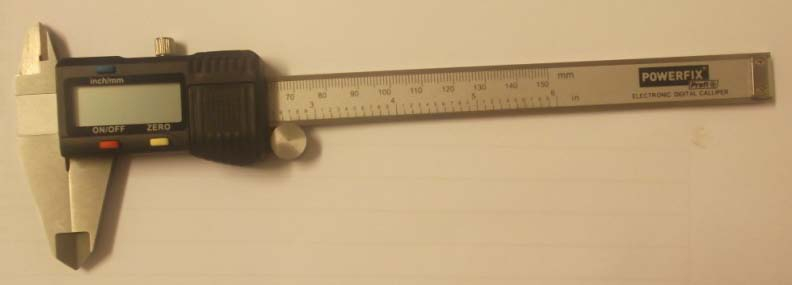 inch/mm
ON/OFF ZERO
70 80 90 100 110 120 130 140 150 mm
3 4 5 6 in
POWERFIX
Profi
ELECTRONIC DIGITAL CALLIPER